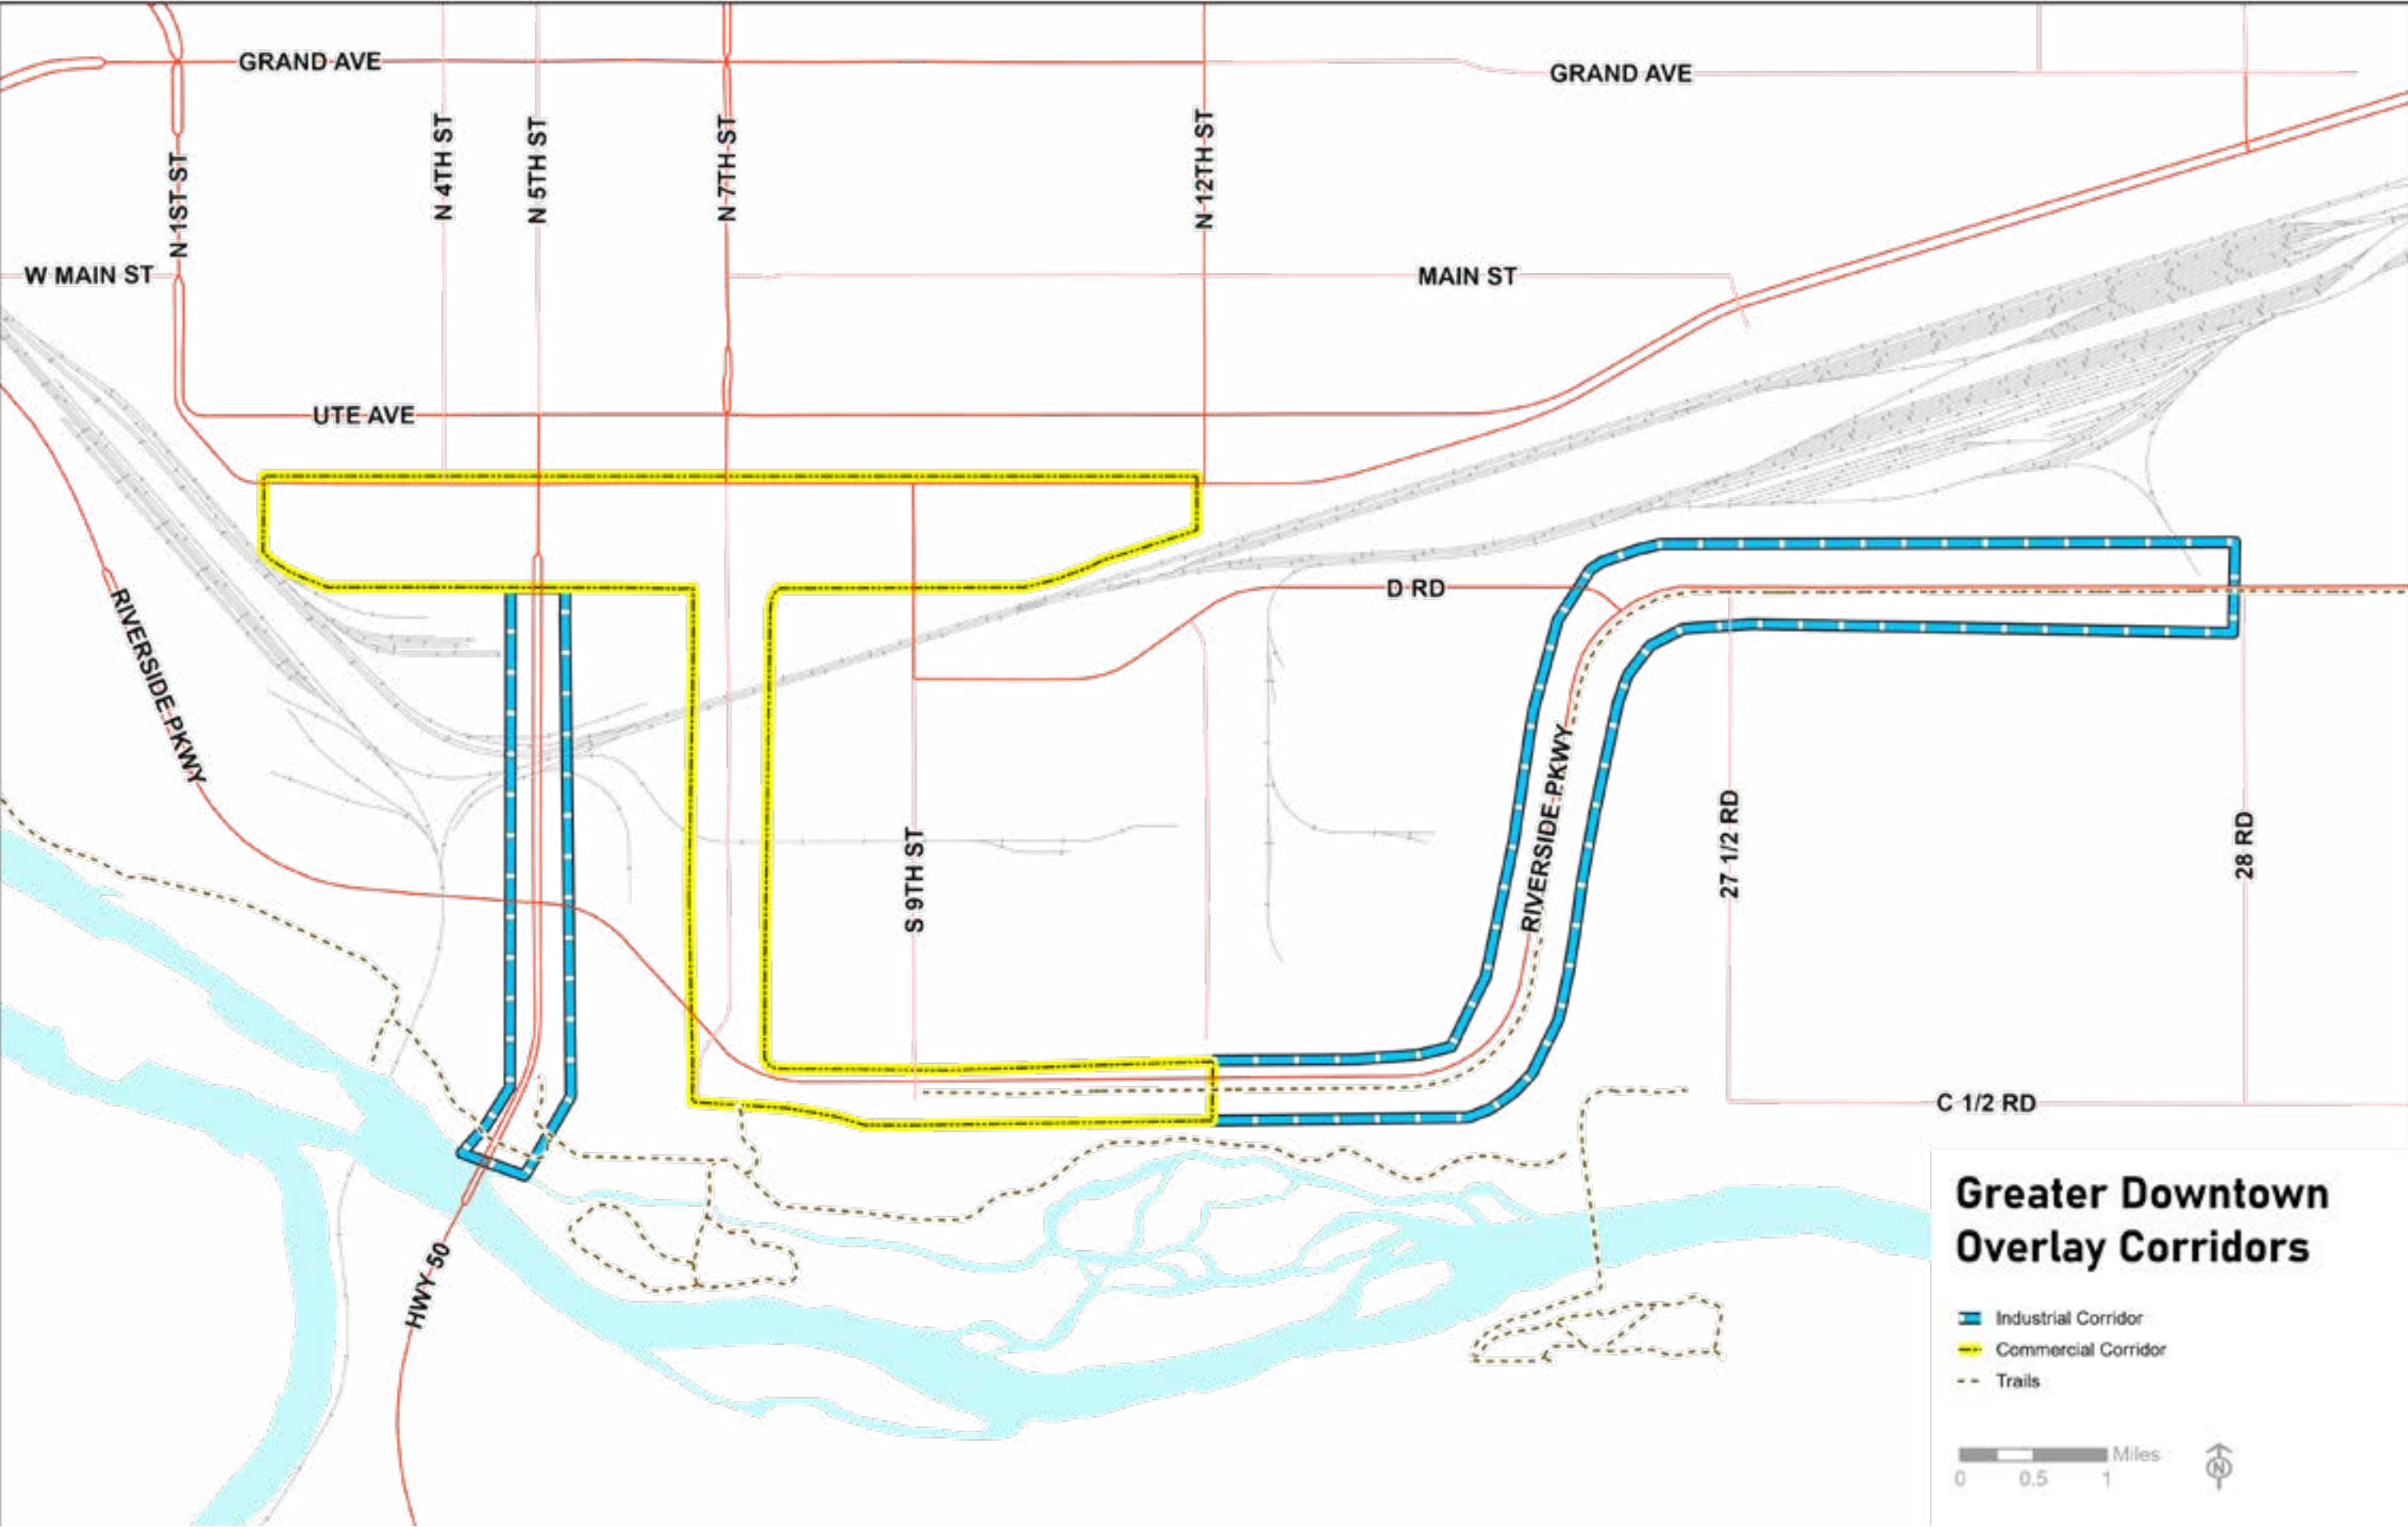 GRAND AVE
GRAND AVE
N 1ST ST
N 4TH ST
N 5TH ST
N 7TH ST
N 12TH ST
W MAIN ST
MAIN ST
UTE AVE
D RD
RIVERSIDE PKWY
RIVERSIDE PKWY
S 9TH ST
27 1/2 RD
28 RD
C 1/2 RD
HWY 50
Greater Downtown
Overlay Corridors
Industrial Corridor
Commercial Corridor
Trails
Miles
0 0.5 1
N